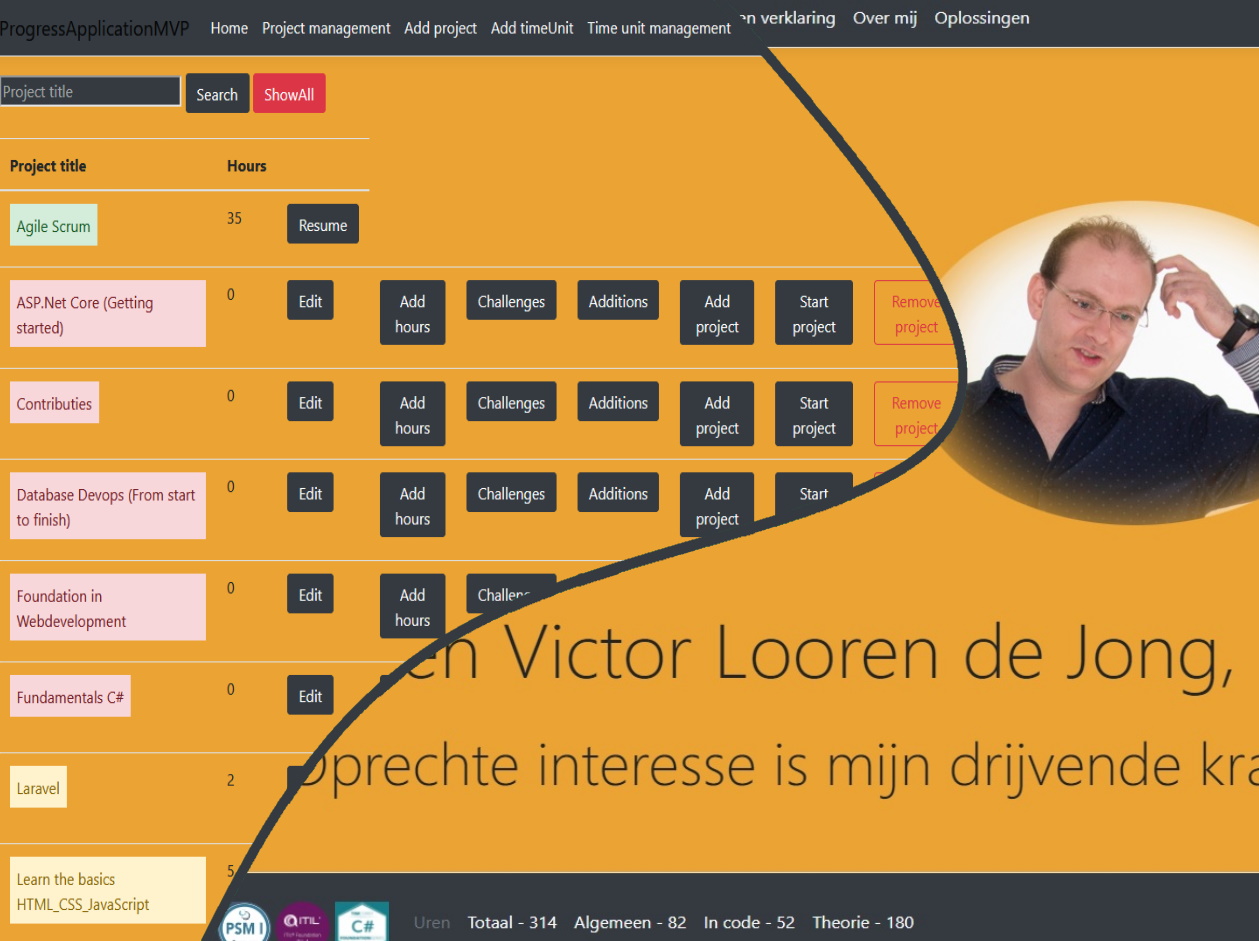 ProgressApplicationMVP Home Project management Add project Add timeUnit Time unit management
verklaring Over mij Oplossingen
Project title Search ShowAll
Project title Hours
Agile Scrum 35 Resume
ASP.Net Core (Getting
started) 0 Edit Add
hours Challenges Additions Add
project Start
project Remove
project
Contributies 0 Edit Add
hours Challenges Additions Add
project Start
project Remove
project
Database Devops (From start
to finish) 0 Edit Add
hours Challenges Additions Add
project Start
Foundation in
Webdevelopment 0 Edit Add
hours
Fundamentals C# 0 Edit
Laravel 2
Learn the basics
HTML_CSS_JavaScript 5
Victor Looren de Jong,
Oprechte interesse is mijn drijvende
PSM I ITIL C#
Uren Totaal - 314 Algemeen - 82 In code - 52 Theorie - 180